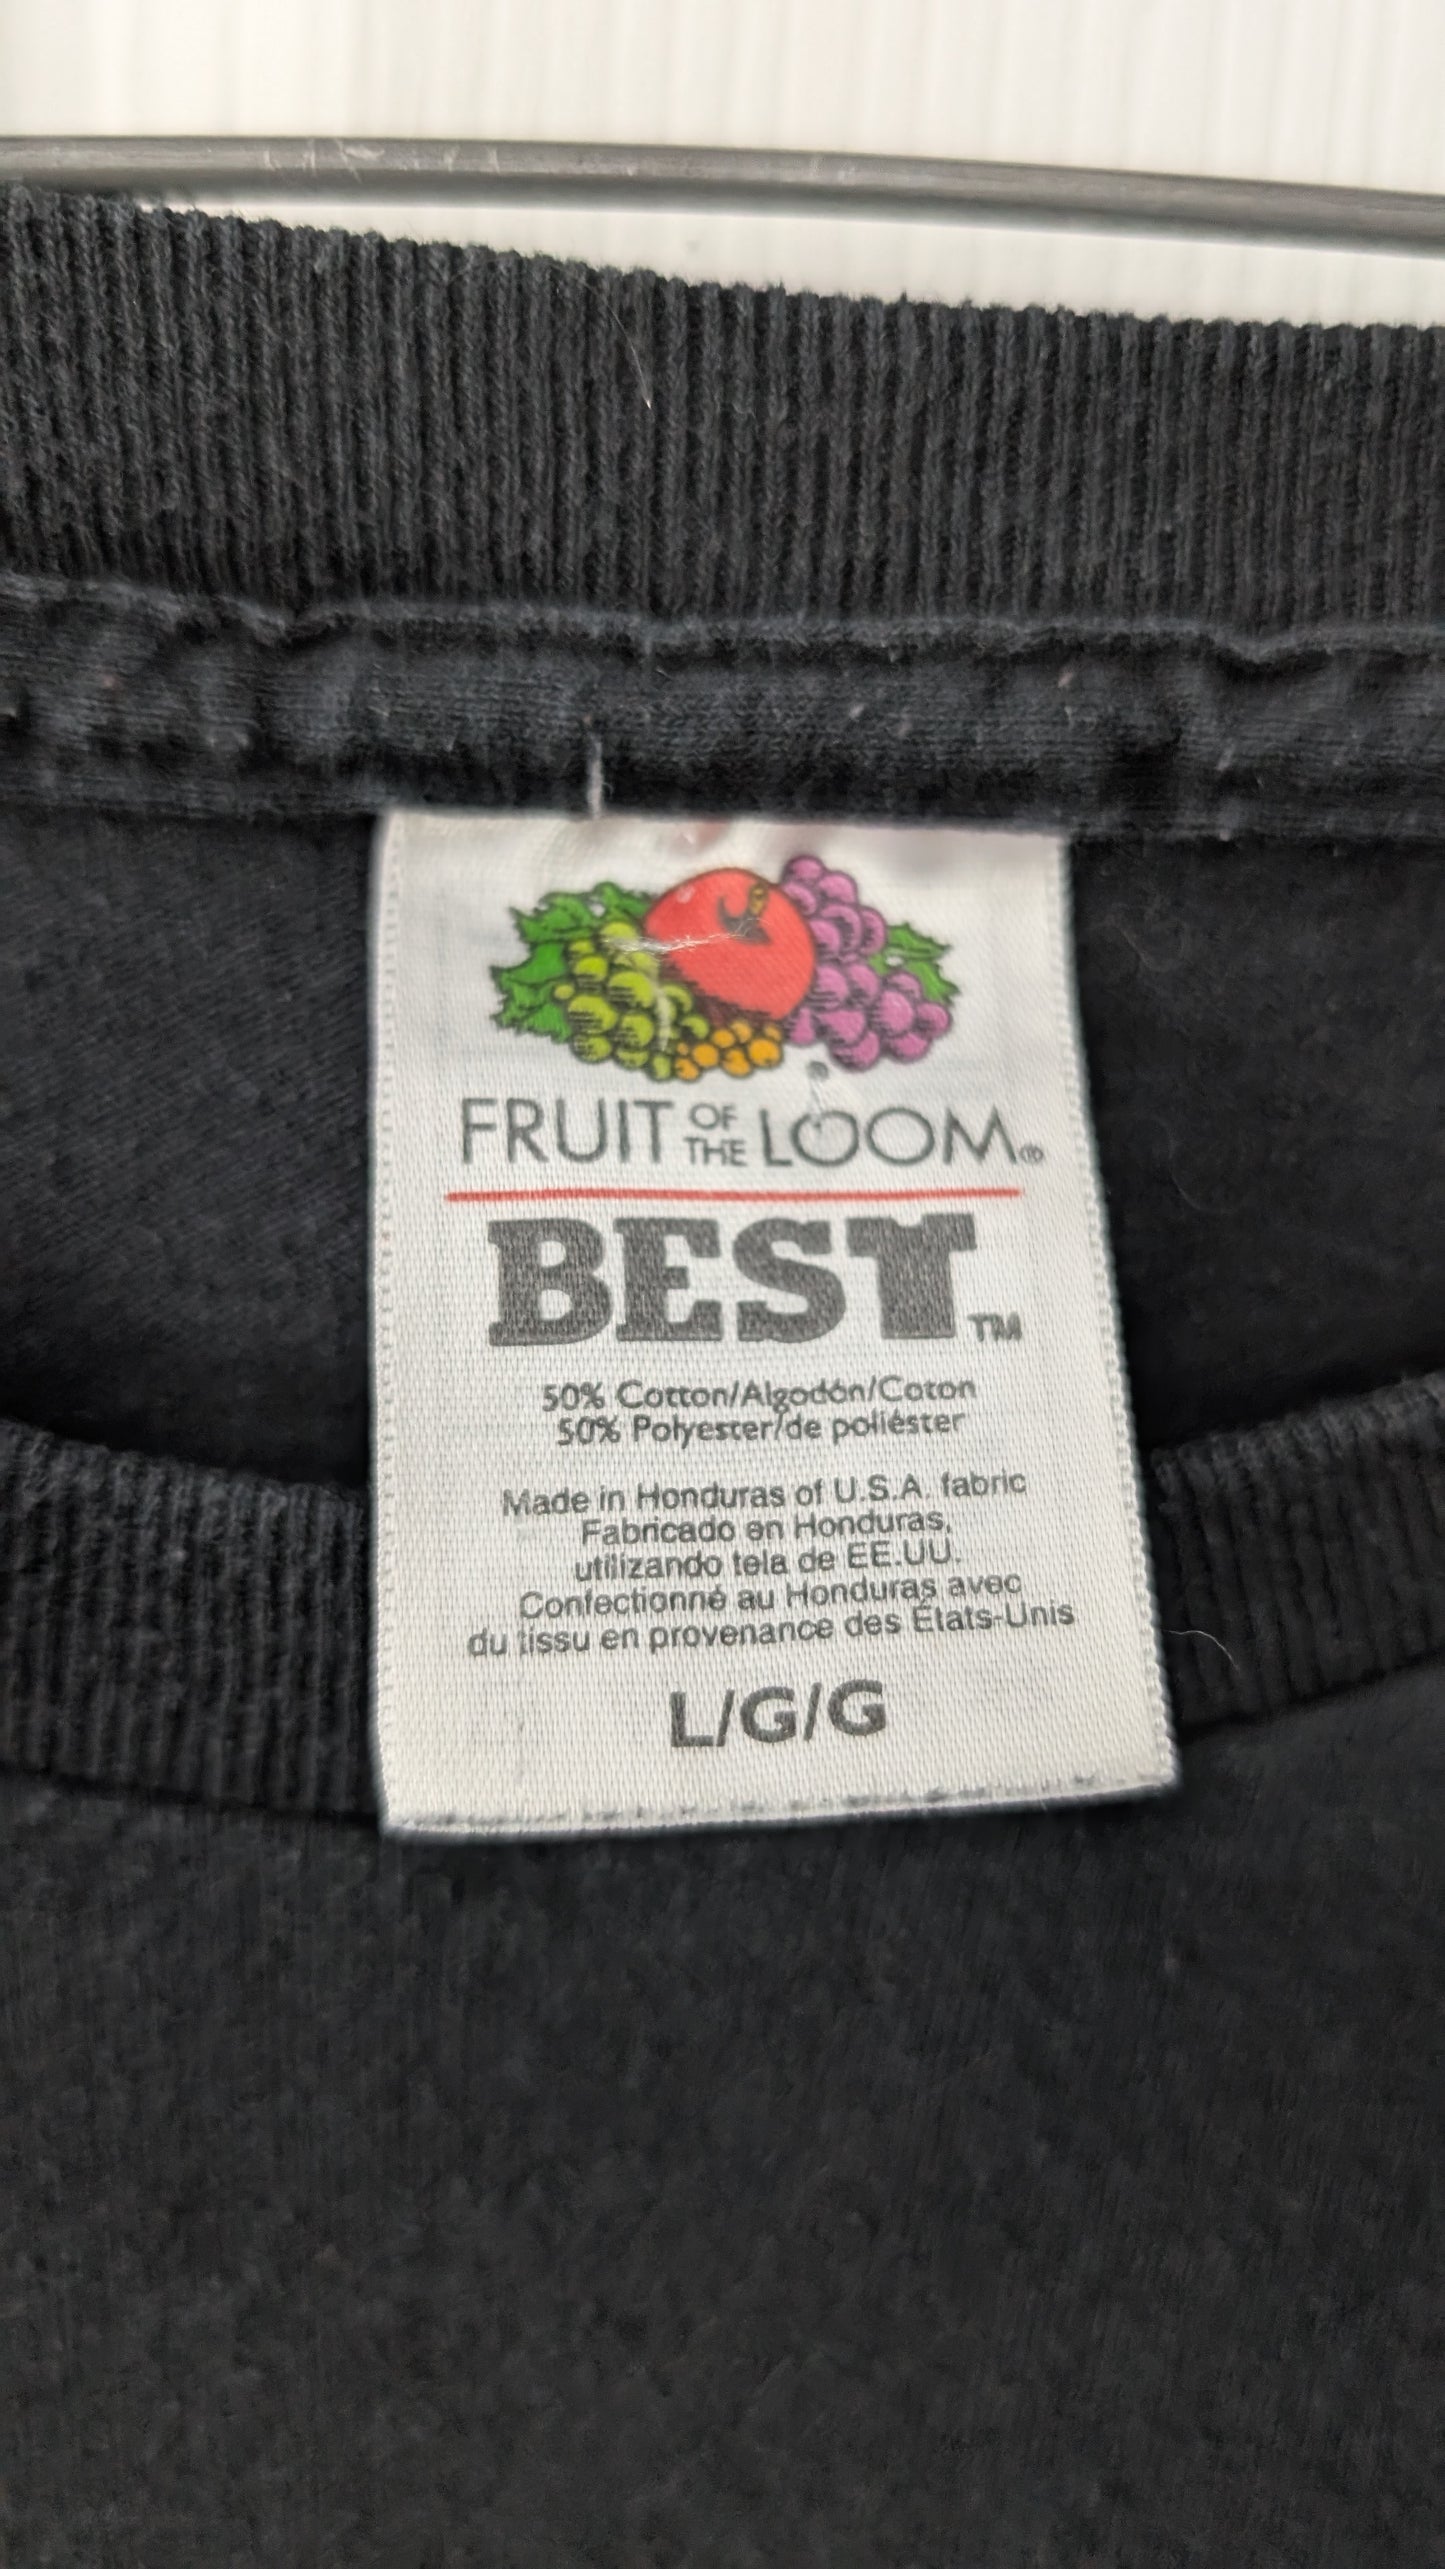 FRUIT OF THE LOOM®
BEST™
50% Cotton/Algodón/Coton
50% Polyester/de poliéster
Made in Honduras of U.S.A. fabric
Fabricado en Honduras,
utilizando tela de EE.UU.
Confectionné au Honduras avec
du tissu en provenance des États-Unis
L/G/G